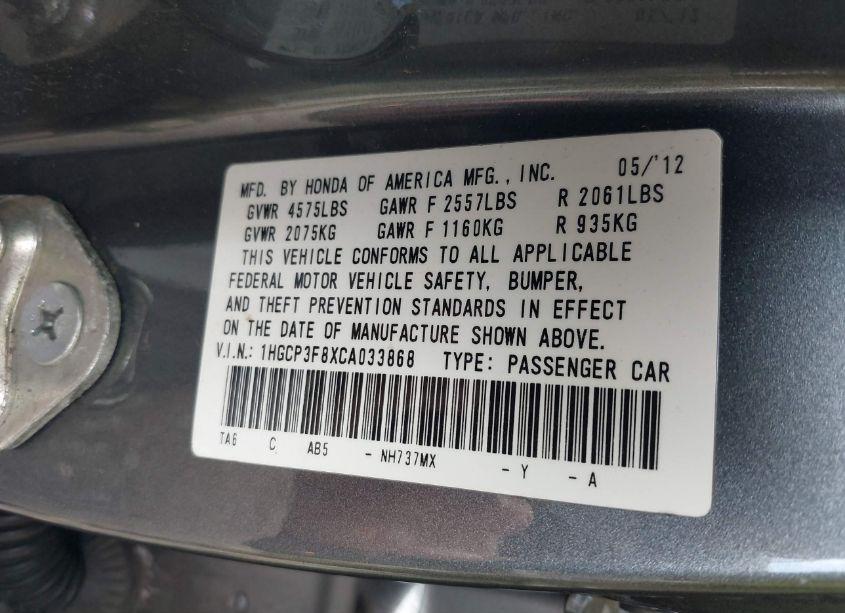 MFD. BY HONDA OF AMERICA MFG., INC. 05/'12
GVWR 4575LBS GAWR F 2557LBS R 2061LBS
GVWR 2075KG GAWR F 1160KG R 935KG
THIS VEHICLE CONFORMS TO ALL APPLICABLE
FEDERAL MOTOR VEHICLE SAFETY, BUMPER,
AND THEFT PREVENTION STANDARDS IN EFFECT
ON THE DATE OF MANUFACTURE SHOWN ABOVE.
V.I.N.: 1HGCP3F8XCA033868 TYPE: PASSENGER CAR
TA6 C AB5 - NH737MX - Y - A